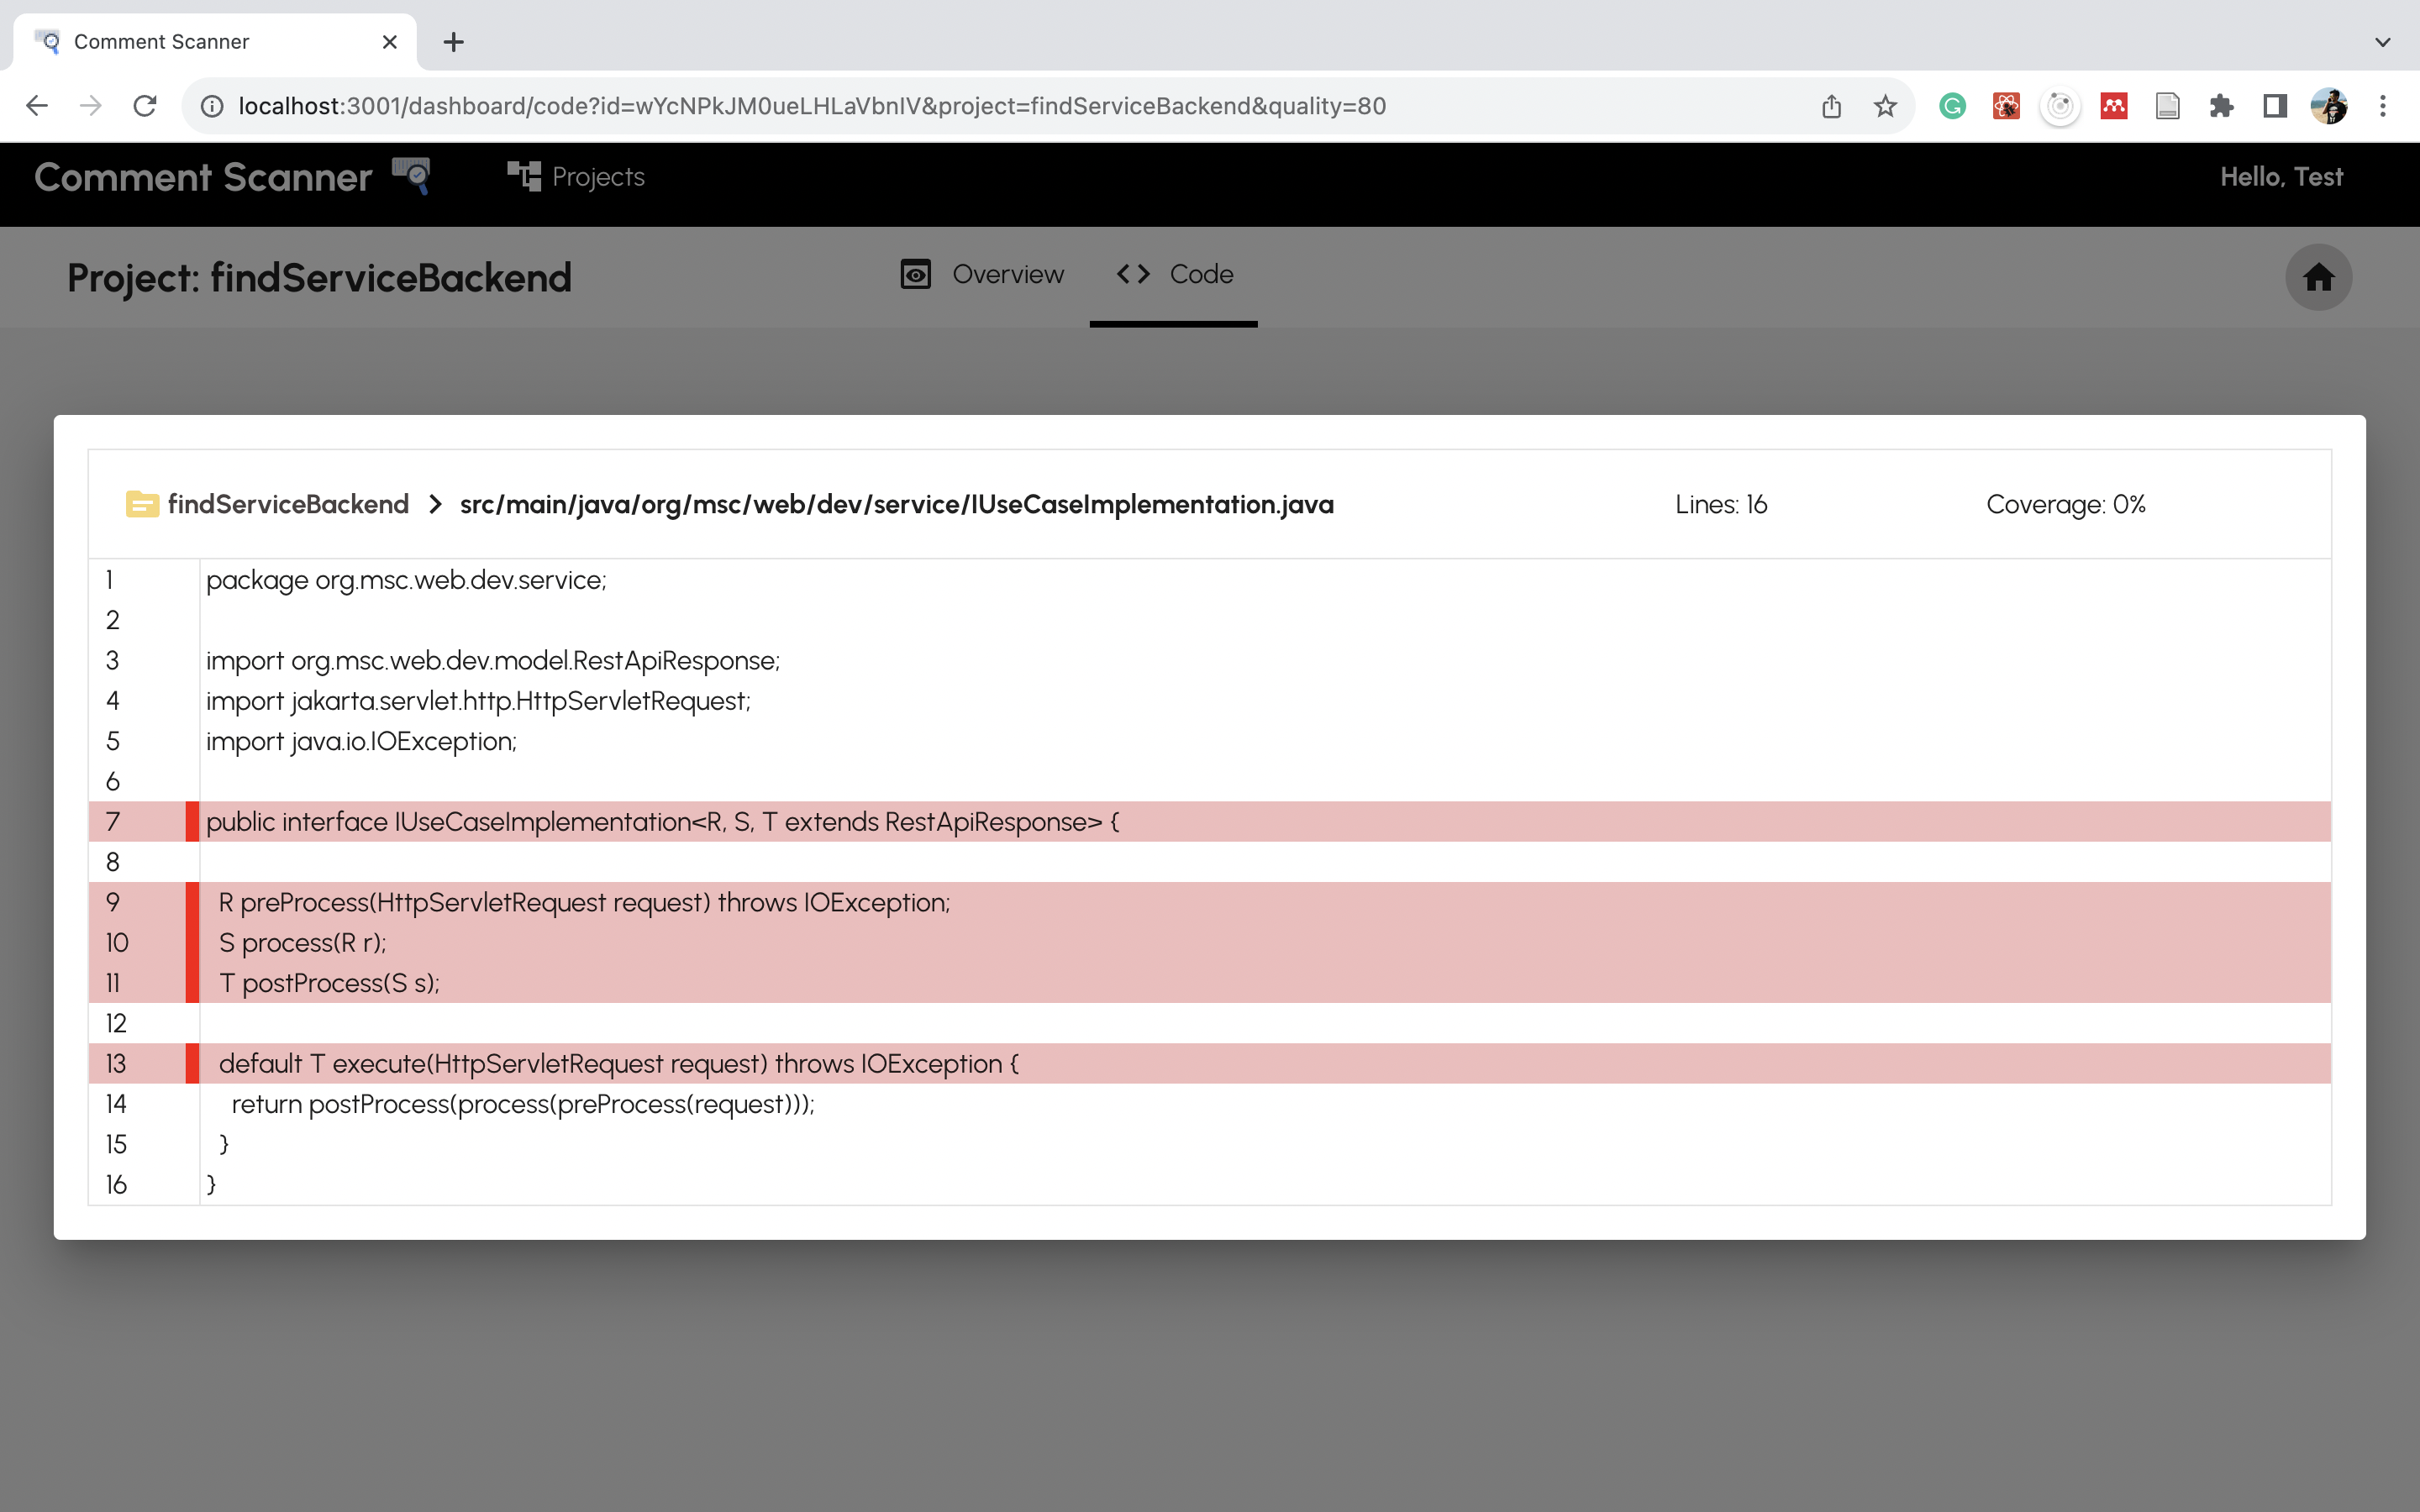 Comment Scanner
localhost:3001/dashboard/code?id=wYcNPkJM0ueLHLaVbnIV&project=findServiceBackend&quality=80
Comment Scanner Projects Hello, Test
Project: findServiceBackend Overview Code
findServiceBackend > src/main/java/org/msc/web/dev/service/IUseCaseImplementation.java Lines: 16 Coverage: 0%
1 package org.msc.web.dev.service;
2
3 import org.msc.web.dev.model.RestApiResponse;
4 import jakarta.servlet.http.HttpServletRequest;
5 import java.io.IOException;
6
7 public interface IUseCaseImplementation<R, S, T extends RestApiResponse> {
8
9 R preProcess(HttpServletRequest request) throws IOException;
10 S process(R r);
11 T postProcess(S s);
12
13 default T execute(HttpServletRequest request) throws IOException {
14 return postProcess(process(preProcess(request)));
15 }
16 }